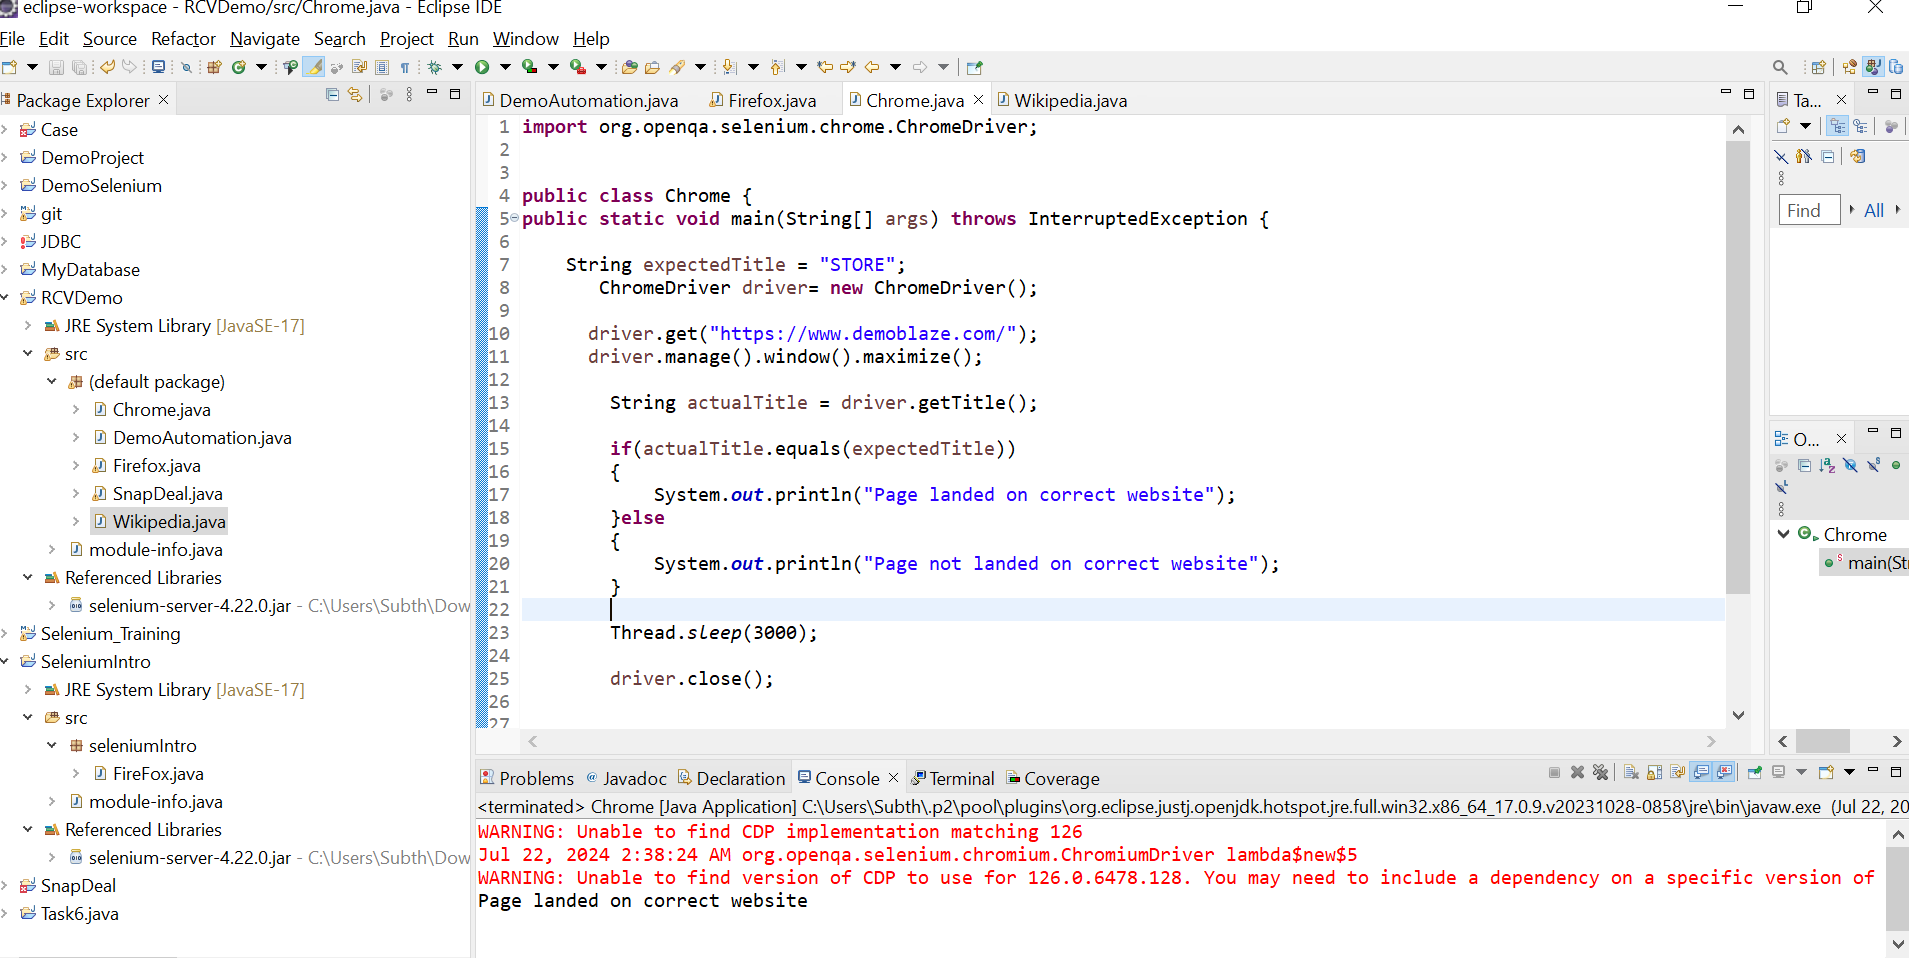 eclipse-workspace - RCVDemo/src/Chrome.java - Eclipse IDE
File Edit Source Refactor Navigate Search Project Run Window Help
Package Explorer
Case
DemoProject
DemoSelenium
git
JDBC
MyDatabase
RCVDemo
JRE System Library [JavaSE-17]
src
(default package)
Chrome.java
DemoAutomation.java
Firefox.java
SnapDeal.java
Wikipedia.java
module-info.java
Referenced Libraries
selenium-server-4.22.0.jar - C:\Users\Subth\Dow
Selenium_Training
SeleniumIntro
JRE System Library [JavaSE-17]
src
seleniumIntro
FireFox.java
module-info.java
Referenced Libraries
selenium-server-4.22.0.jar - C:\Users\Subth\Dow
SnapDeal
Task6.java
DemoAutomation.java Firefox.java Chrome.java Wikipedia.java
1 import org.openqa.selenium.chrome.ChromeDriver;
2
3
4 public class Chrome {
5 public static void main(String[] args) throws InterruptedException {
6
7 String expectedTitle = "STORE";
8 ChromeDriver driver= new ChromeDriver();
9
10 driver.get("https://www.demoblaze.com/");
11 driver.manage().window().maximize();
12
13 String actualTitle = driver.getTitle();
14
15 if(actualTitle.equals(expectedTitle))
16 {
17 System.out.println("Page landed on correct website");
18 }else
19 {
20 System.out.println("Page not landed on correct website");
21 }
22
23 Thread.sleep(3000);
24
25 driver.close();
26
27
Problems Javadoc Declaration Console Terminal Coverage
<terminated> Chrome [Java Application] C:\Users\Subth\.p2\pool\plugins\org.eclipse.justj.openjdk.hotspot.jre.full.win32.x86_64_17.0.9.v20231028-0858\jre\bin\javaw.exe (Jul 22, 20
WARNING: Unable to find CDP implementation matching 126
Jul 22, 2024 2:38:24 AM org.openqa.selenium.chromium.ChromiumDriver lambda$new$5
WARNING: Unable to find version of CDP to use for 126.0.6478.128. You may need to include a dependency on a specific version of
Page landed on correct website
Ta...
Find All
O...
Chrome
main(Str